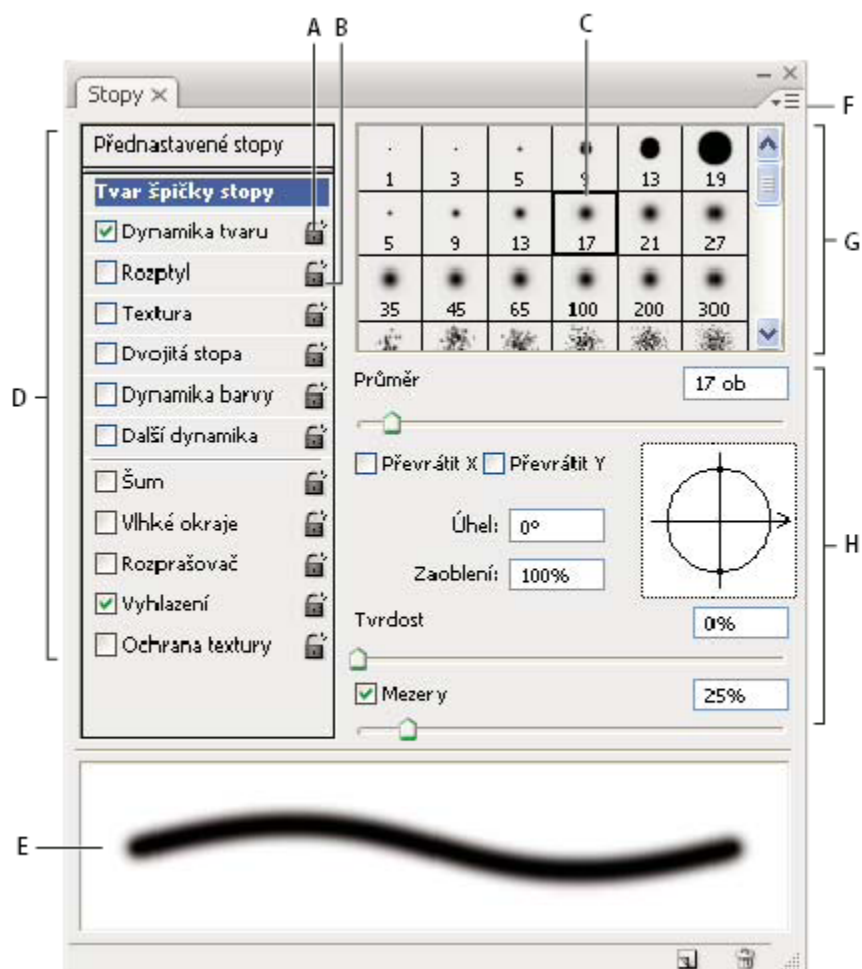 A B C
Stopy
F
Přednastavené stopy
Tvar špičky stopy
Dynamika tvaru
Rozptyl
Textura
Dvojitá stopa
Dynamika barvy
Další dynamika
Šum
Vlhké okraje
Rozprašovač
Vyhlazení
Ochrana textury
D
1 3 5 9 13 19
5 9 13 17 21 27
35 45 65 100 200 300
G
Průměr 17 ob
Převrátit X Převrátit Y
Úhel: 0°
Zaoblení: 100%
Tvrdost 0%
Mezery 25%
H
E